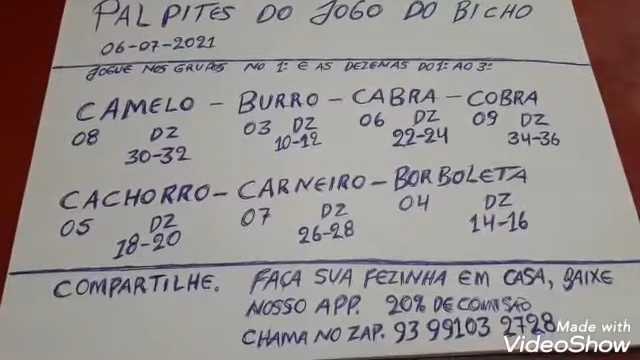 PALPITES DO JOGO DO BICHO
06-07-2021
JOGUE NOS GRUPOS NO 1: E AS DEZENAS DO 1: AO 3:
CAMELO - BURRO - CABRA - COBRA
08 DZ 03 DZ 06 DZ 09 DZ
30-32 10-12 22-24 34-36
CACHORRO - CARNEIRO - BORBOLETA
05 DZ 07 DZ 04 DZ
18-20 26-28 14-16
COMPARTILHE. FAÇA SUA FEZINHA EM CASA, BAIXE
NOSSO APP. 20% DE COMISSÃO
CHAMA NO ZAP. 93 99103 2728
Made with
VideoShow